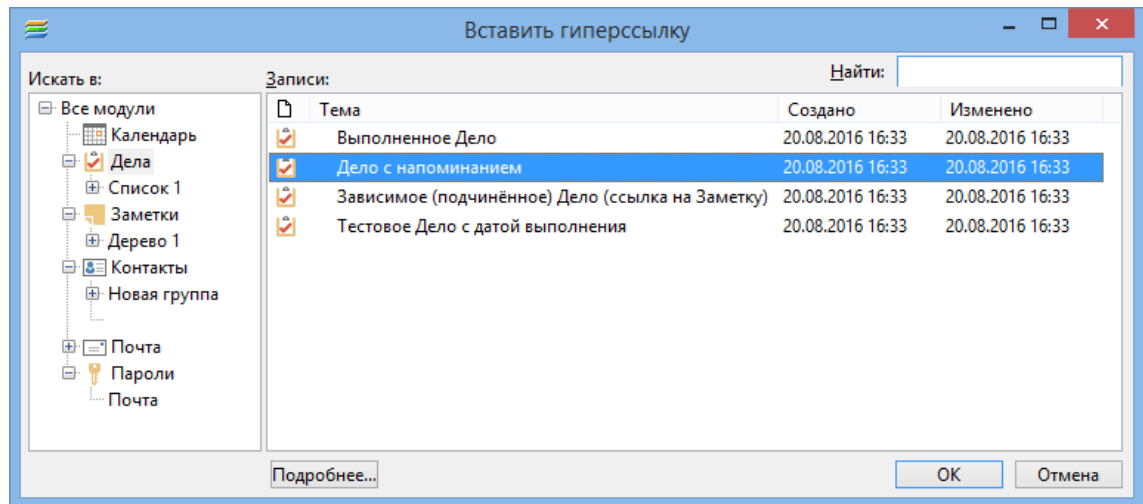 Вставить гиперссылку
Искать в:
Записи:
Найти:
Все модули
Календарь
Дела
Список 1
Заметки
Дерево 1
Контакты
Новая группа
Почта
Пароли
Почта
Тема Создано Изменено
Выполненное Дело 20.08.2016 16:33 20.08.2016 16:33
Дело с напоминанием 20.08.2016 16:33 20.08.2016 16:33
Зависимое (подчинённое) Дело (ссылка на Заметку) 20.08.2016 16:33 20.08.2016 16:33
Тестовое Дело с датой выполнения 20.08.2016 16:33 20.08.2016 16:33
Подробнее... OK Отмена